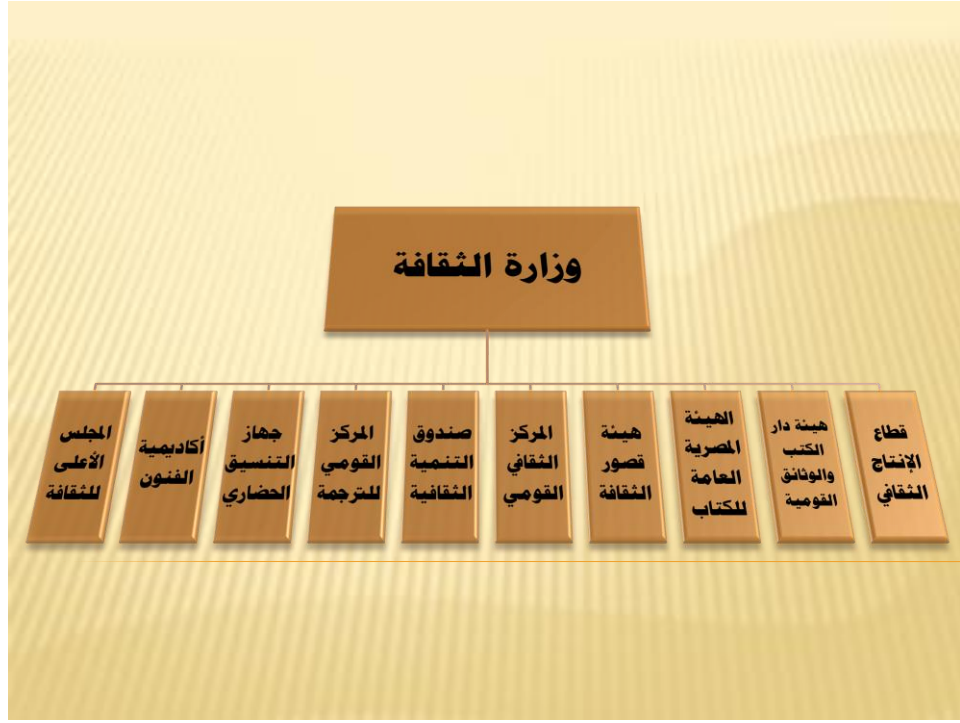 وزارة الثقافة
قطاع
الإنتاج
الثقافي
هيئة دار
الكتب
والوثائق
القومية
الهيئة
المصرية
العامة
للكتاب
هيئة
قصور
الثقافة
المركز
الثقافي
القومي
صندوق
التنمية
الثقافية
المركز
القومي
للترجمة
جهاز
التنسيق
الحضاري
أكاديمية
الفنون
المجلس
الأعلى
للثقافة